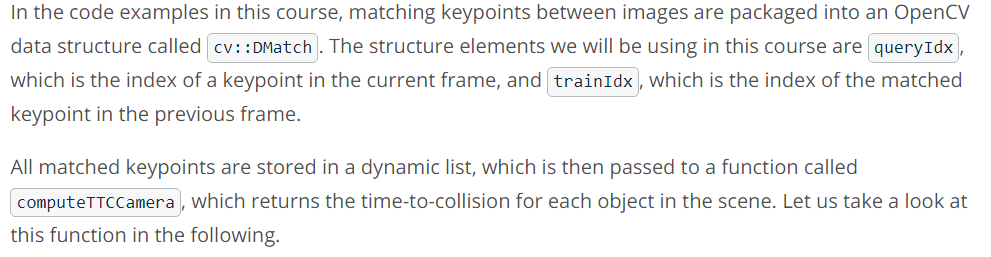 In the code examples in this course, matching keypoints between images are packaged into an OpenCV
data structure called cv::DMatch. The structure elements we will be using in this course are queryIdx,
which is the index of a keypoint in the current frame, and trainIdx, which is the index of the matched
keypoint in the previous frame.
All matched keypoints are stored in a dynamic list, which is then passed to a function called
computeTTCCamera, which returns the time-to-collision for each object in the scene. Let us take a look at
this function in the following.